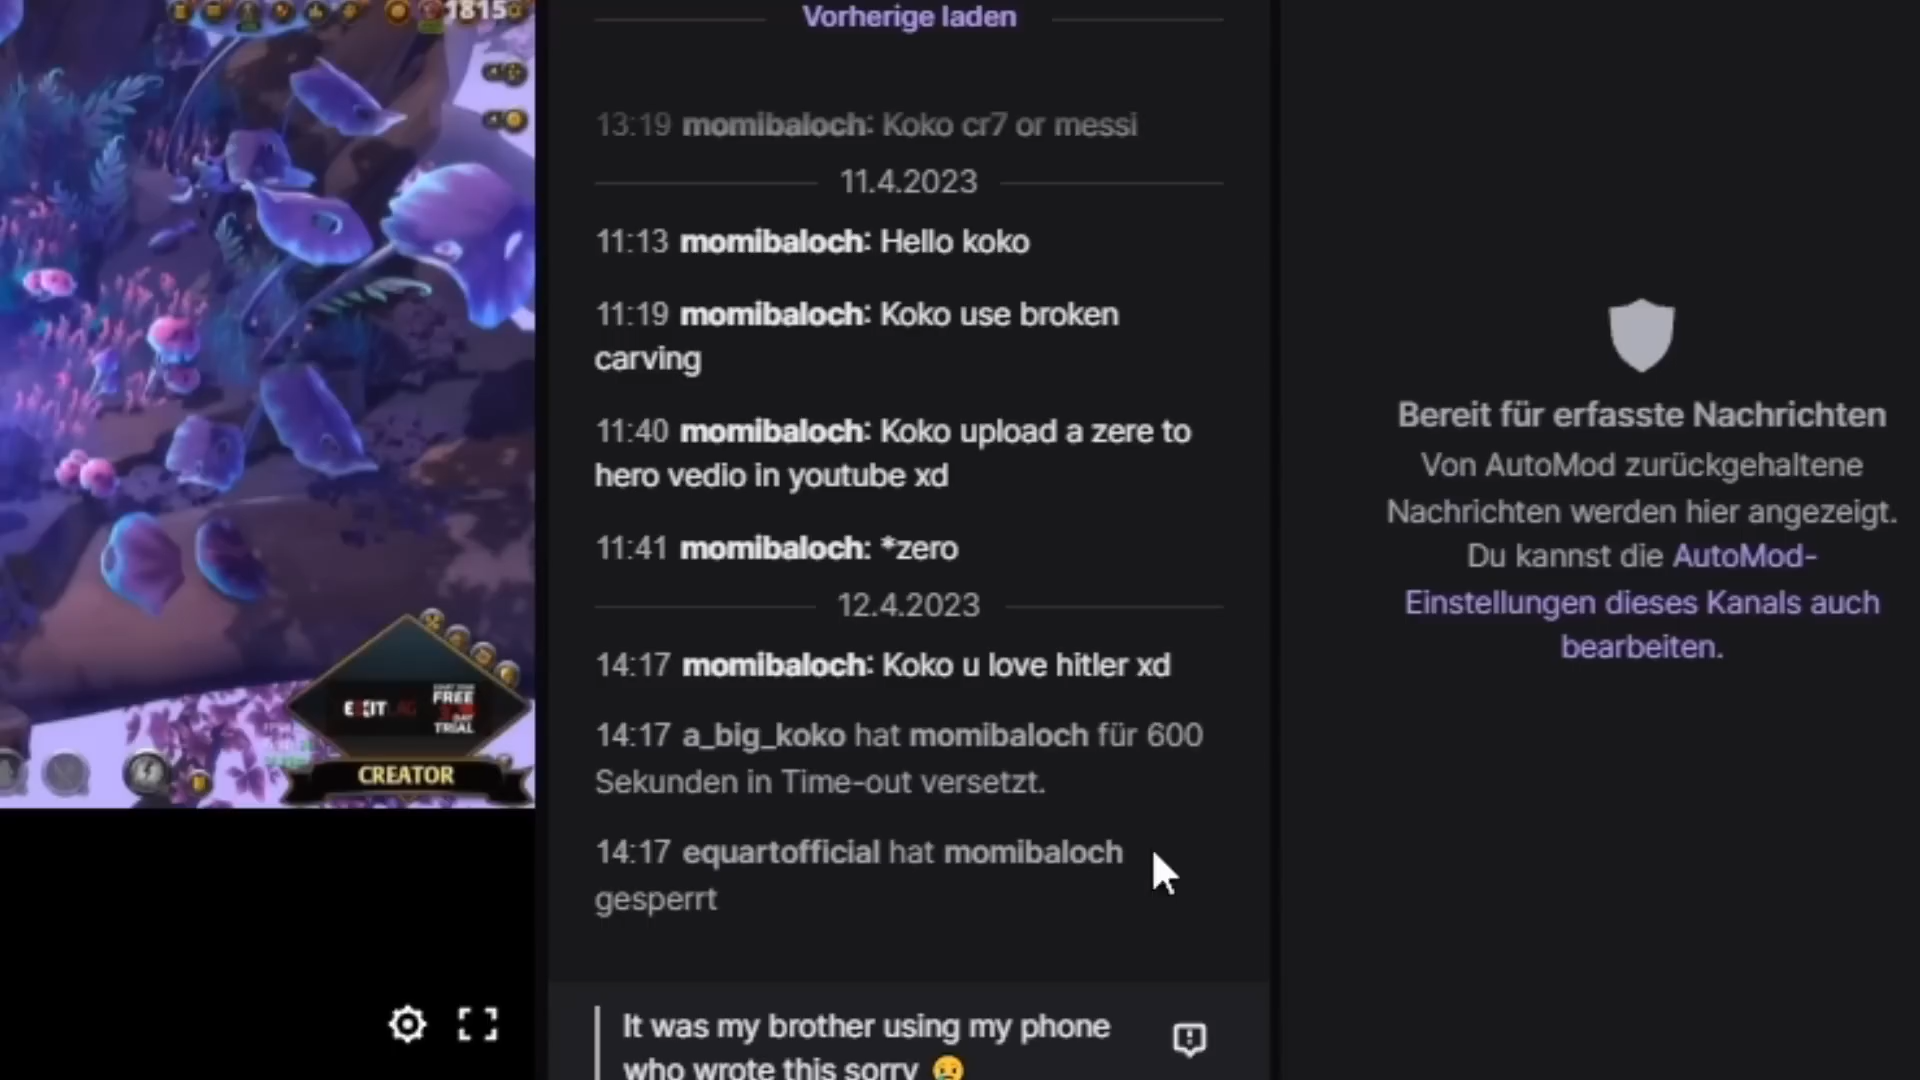 1815
Vorherige laden
13:19 momibaloch: Koko cr7 or messi
11.4.2023
11:13 momibaloch: Hello koko
11:19 momibaloch: Koko use broken
carving
11:40 momibaloch: Koko upload a zere to
hero vedio in youtube xd
11:41 momibaloch: *zero
12.4.2023
14:17 momibaloch: Koko u love hitler xd
14:17 a_big_koko hat momibaloch für 600
Sekunden in Time-out versetzt.
14:17 equartofficial hat momibaloch
gesperrt
It was my brother using my phone
who wrote this sorry 😢
Bereit für erfasste Nachrichten
Von AutoMod zurückgehaltene
Nachrichten werden hier angezeigt.
Du kannst die AutoMod-
Einstellungen dieses Kanals auch
bearbeiten.
EXITLAG
FREE
DAY
TRIAL
CREATOR